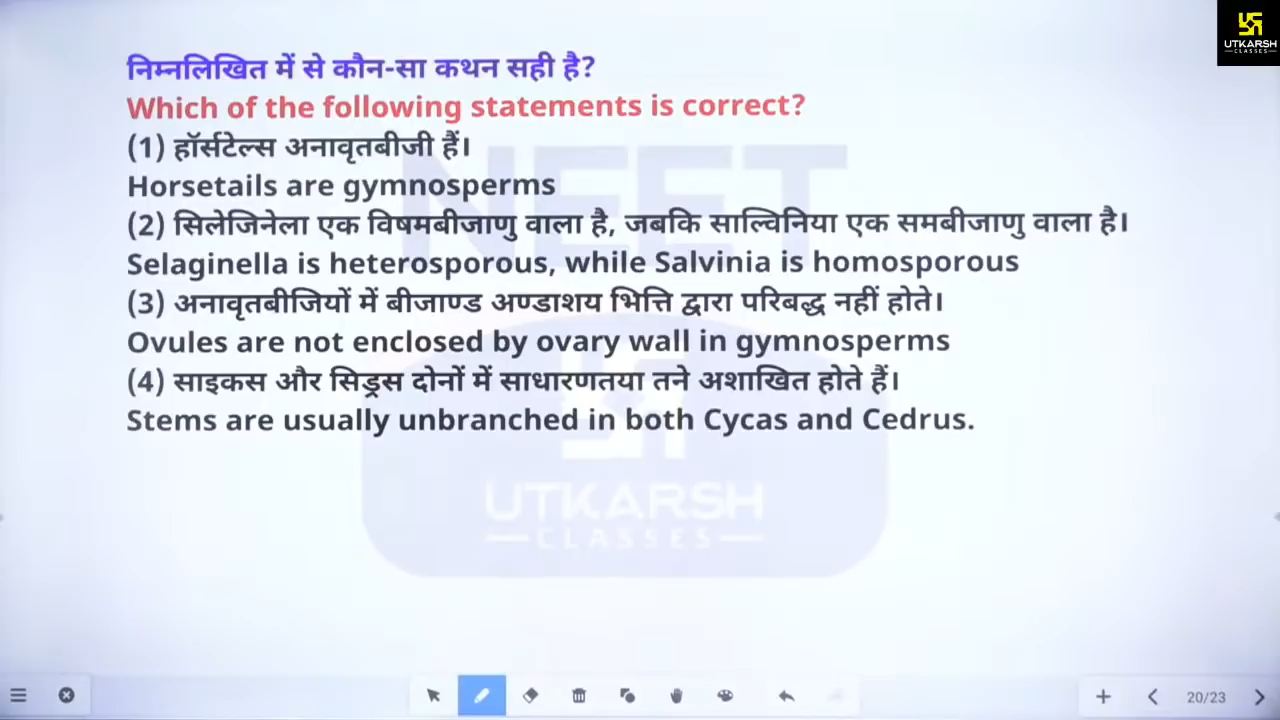 UTKARSH
CLASSES
निम्नलिखित में से कौन-सा कथन सही है?
Which of the following statements is correct?
(1) हॉर्सटेल्स अनावृतबीजी हैं।
Horsetails are gymnosperms
(2) सिलेजिनेला एक विषमबीजाणु वाला है, जबकि साल्विनिया एक समबीजाणु वाला है।
Selaginella is heterosporous, while Salvinia is homosporous
(3) अनावृतबीजियों में बीजाण्ड अण्डाशय भित्ति द्वारा परिबद्ध नहीं होते।
Ovules are not enclosed by ovary wall in gymnosperms
(4) साइकस और सिड्रस दोनों में साधारणतया तने अशाखित होते हैं।
Stems are usually unbranched in both Cycas and Cedrus.
NEET
UTKARSH
CLASSES
20/23